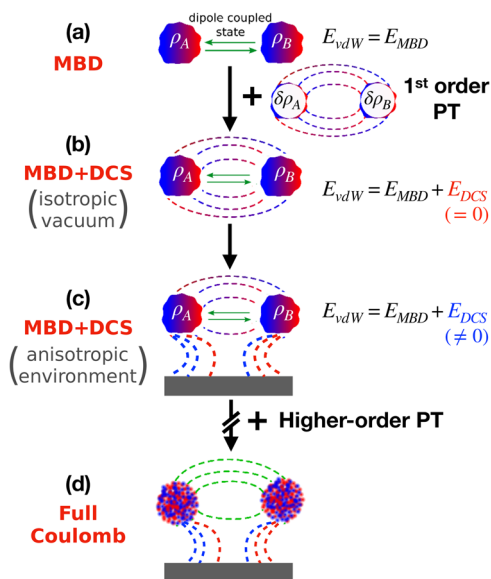 (a)
MBD
dipole coupled
state
ρA
ρB
EvdW = EMBD
+
δρA
δρB
1st order
PT
(b)
MBD+DCS
(isotropic
vacuum)
ρA
ρB
EvdW = EMBD + EDCS
(= 0)
(c)
MBD+DCS
(anisotropic
environment)
ρA
ρB
EvdW = EMBD + EDCS
(≠ 0)
+ Higher-order PT
(d)
Full
Coulomb